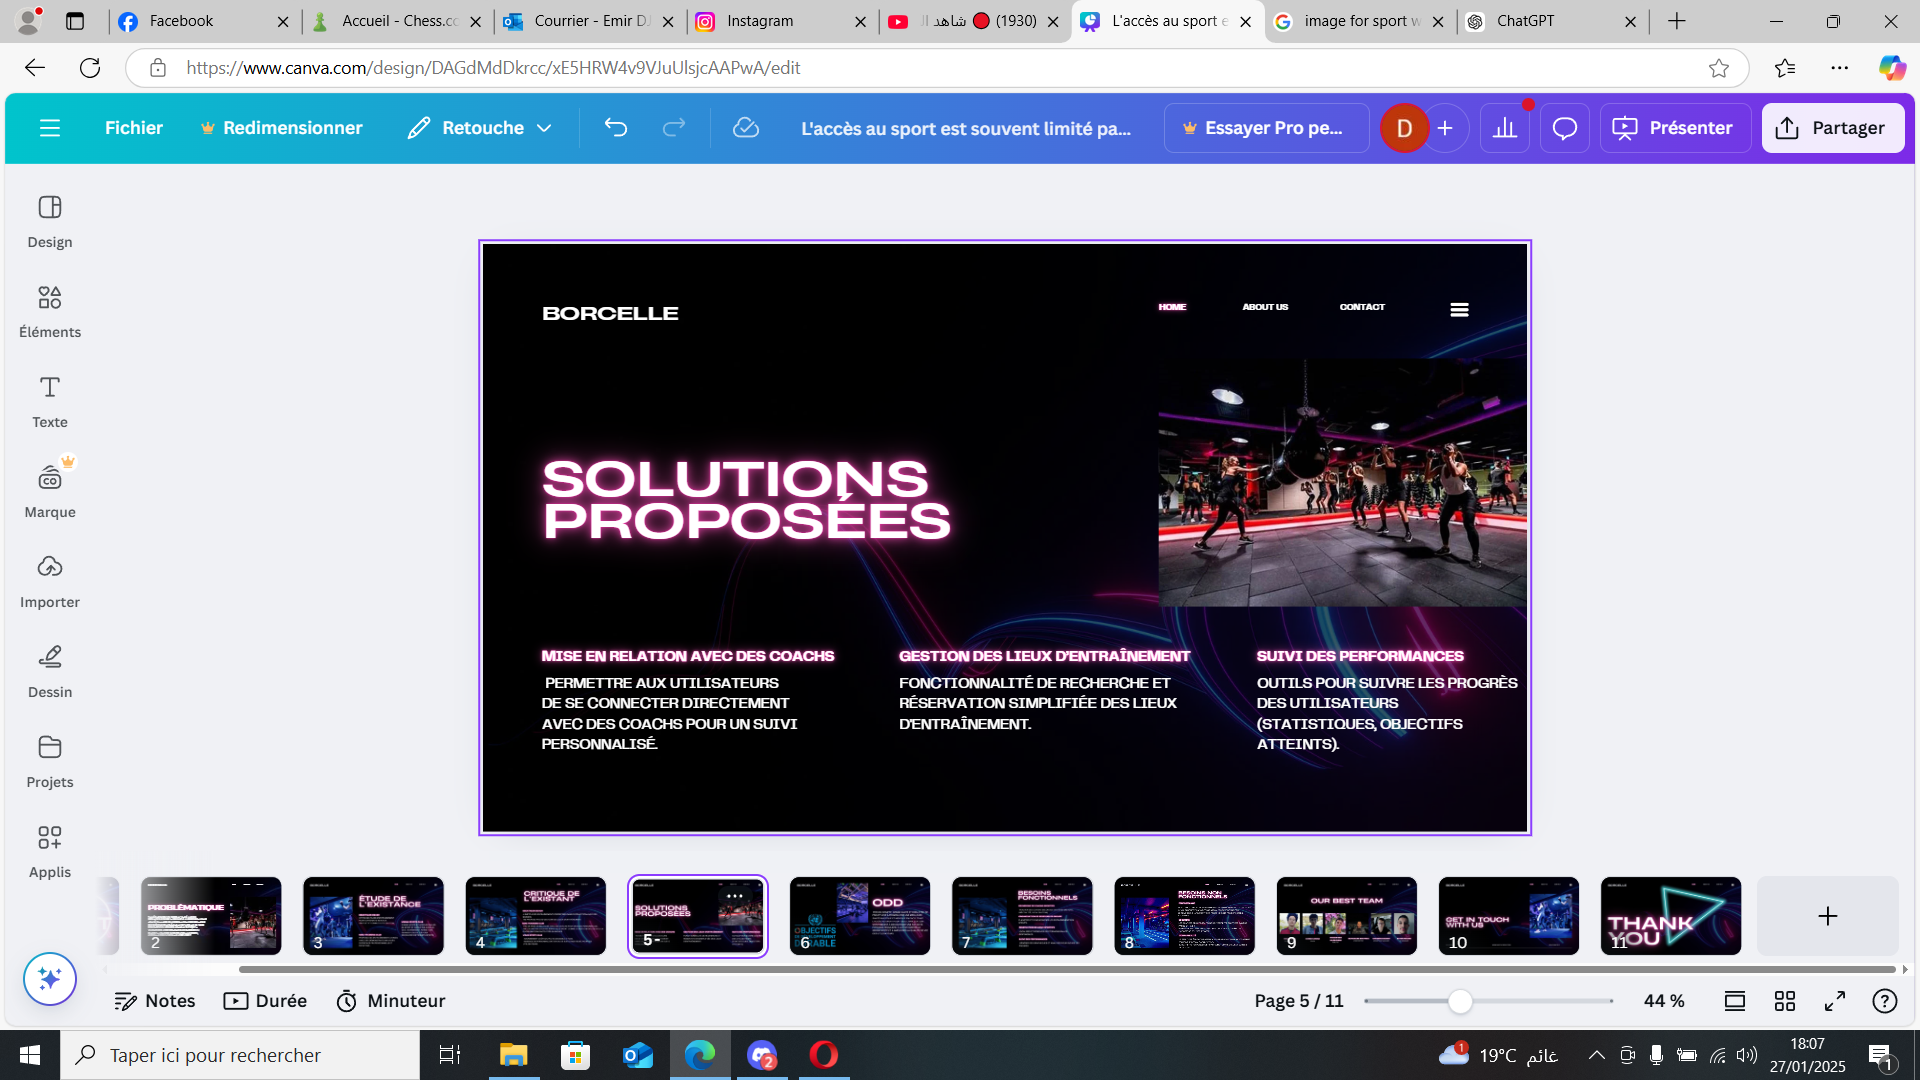 Facebook
Accueil - Chess.co
Courrier - Emir D
Instagram
(1930) شاهد ال
L'accès au sport e
image for sport w
ChatGPT
https://www.canva.com/design/DAGdMdDkrcc/xE5HRW4v9VJuUlsjcAAPwA/edit
Fichier
Redimensionner
Retouche
L'accès au sport est souvent limité pa...
Essayer Pro pe...
D
Présenter
Partager
Design
Éléments
Texte
Marque
Importer
Dessin
Projets
Applis
BORCELLE
HOME
ABOUT US
CONTACT
SOLUTIONS
PROPOSÉES
MISE EN RELATION AVEC DES COACHS
PERMETTRE AUX UTILISATEURS
DE SE CONNECTER DIRECTEMENT
AVEC DES COACHS POUR UN SUIVI
PERSONNALISÉ.
GESTION DES LIEUX D'ENTRAÎNEMENT
FONCTIONNALITÉ DE RECHERCHE ET
RÉSERVATION SIMPLIFIÉE DES LIEUX
D'ENTRAÎNEMENT.
SUIVI DES PERFORMANCES
OUTILS POUR SUIVRE LES PROGRÈS
DES UTILISATEURS
(STATISTIQUES, OBJECTIFS
ATTEINTS).
PROBLÉMATIQUE
2
ÉTUDE DE
L'EXISTANCE
3
CRITIQUE DE
L'EXISTANT
4
SOLUTIONS
PROPOSÉES
5 -
ODD
OBJECTIFS
DURABLE
6
BESOINS
FONCTIONNELS
7
BESOINS NON
FONCTIONNELS
8
OUR BEST TEAM
9
GET IN TOUCH
WITH US
10
THANK
YOU
11
Notes
Durée
Minuteur
Page 5 / 11
44 %
Taper ici pour rechercher
2
1
19°C غائم
18:07
27/01/2025
1